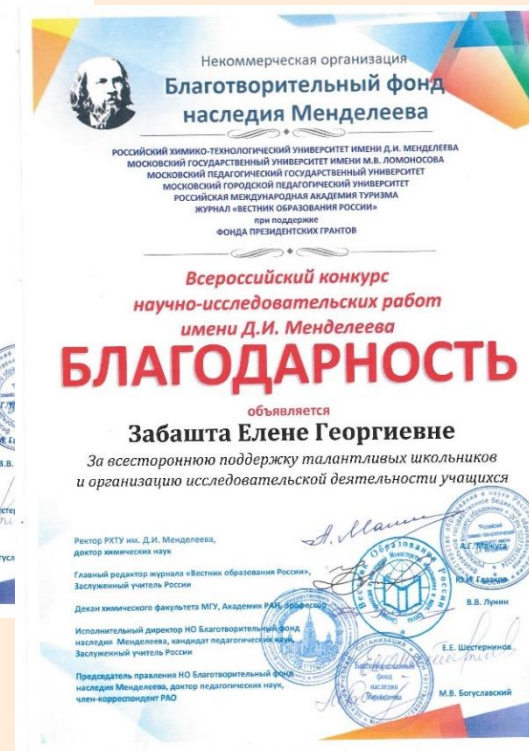 Некоммерческая организация
Благотворительный фонд
наследия Менделеева
РОССИЙСКИЙ ХИМИКО-ТЕХНОЛОГИЧЕСКИЙ УНИВЕРСИТЕТ ИМЕНИ Д.И. МЕНДЕЛЕЕВА
МОСКОВСКИЙ ГОСУДАРСТВЕННЫЙ УНИВЕРСИТЕТ ИМЕНИ М.В. ЛОМОНОСОВА
МОСКОВСКИЙ ПЕДАГОГИЧЕСКИЙ ГОСУДАРСТВЕННЫЙ УНИВЕРСИТЕТ
МОСКОВСКИЙ ГОРОДСКОЙ ПЕДАГОГИЧЕСКИЙ УНИВЕРСИТЕТ
РОССИЙСКАЯ МЕЖДУНАРОДНАЯ АКАДЕМИЯ ТУРИЗМА
ЖУРНАЛ «ВЕСТНИК ОБРАЗОВАНИЯ РОССИИ»
при поддержке
ФОНДА ПРЕЗИДЕНТСКИХ ГРАНТОВ
Всероссийский конкурс
научно-исследовательских работ
имени Д.И. Менделеева
БЛАГОДАРНОСТЬ
объявляется
Забашта Елене Георгиевне
За всестороннюю поддержку талантливых школьников
и организацию исследовательской деятельности учащихся
Ректор РХТУ им. Д.И. Менделеева,
доктор химических наук
А.Г. Мажуга
Главный редактор журнала «Вестник образования России»,
Заслуженный учитель России
Ю.И. Глазков
Декан химического факультета МГУ, Академик РАН, профессор
В.В. Лунин
Исполнительный директор НО Благотворительный фонд
наследия Менделеева, кандидат педагогических наук,
Заслуженный учитель России
Е.Е. Шестернинов
Председатель правления НО Благотворительный фонд
наследия Менделеева, доктор педагогических наук,
член-корреспондент РАО
М.В. Богуславский
Благотворительный
фонд
наследия
Менделеева